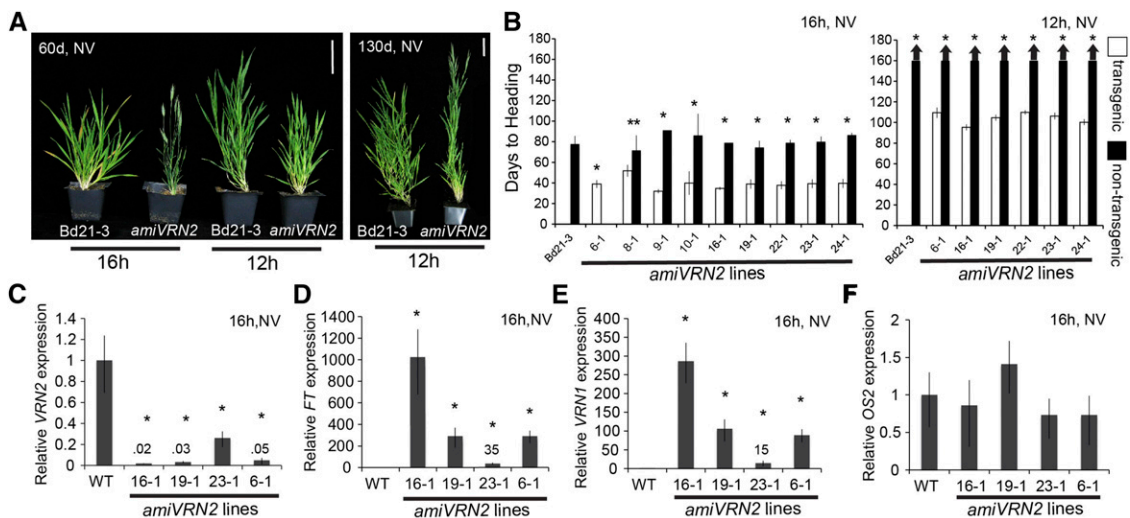 A
60d, NV
130d, NV
Bd21-3 amiVRN2 Bd21-3 amiVRN2 Bd21-3 amiVRN2
16h 12h 12h
B
16h, NV
12h, NV
Days to Heading
180
160
140
120
100
80
60
40
20
0
* ** * * * * * * *
Bd21-3 6-1 8-1 9-1 10-1 16-1 19-1 22-1 23-1 24-1
amiVRN2 lines
180
160
140
120
100
80
60
40
20
0
* * * * * * *
Bd21-3 6-1 16-1 19-1 22-1 23-1 24-1
amiVRN2 lines
transgenic
non-transgenic
C
16h,NV
Relative VRN2 expression
1.4
1.2
1
0.8
0.6
0.4
0.2
0
* * * *
.02 .03 .05
WT 16-1 19-1 23-1 6-1
amiVRN2 lines
D
16h,NV
Relative FT expression
1400
1200
1000
800
600
400
200
0
* * * *
35
WT 16-1 19-1 23-1 6-1
amiVRN2 lines
E
16h, NV
Relative VRN1 expression
400
350
300
250
200
150
100
50
0
* * * *
15
WT 16-1 19-1 23-1 6-1
amiVRN2 lines
F
16h, NV
Relative OS2 expression
2
1.5
1
0.5
0
WT 16-1 19-1 23-1 6-1
amiVRN2 lines